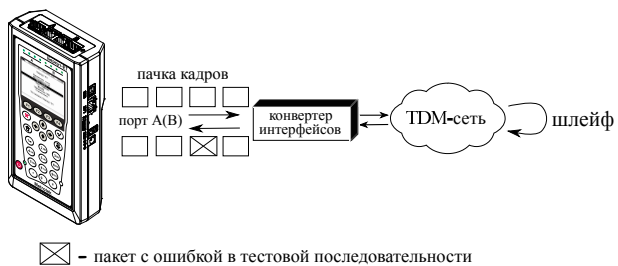 пачка кадров
порт А(В)
конвертер
интерфейсов
TDM-сеть
шлейф
- пакет с ошибкой в тестовой последовательности